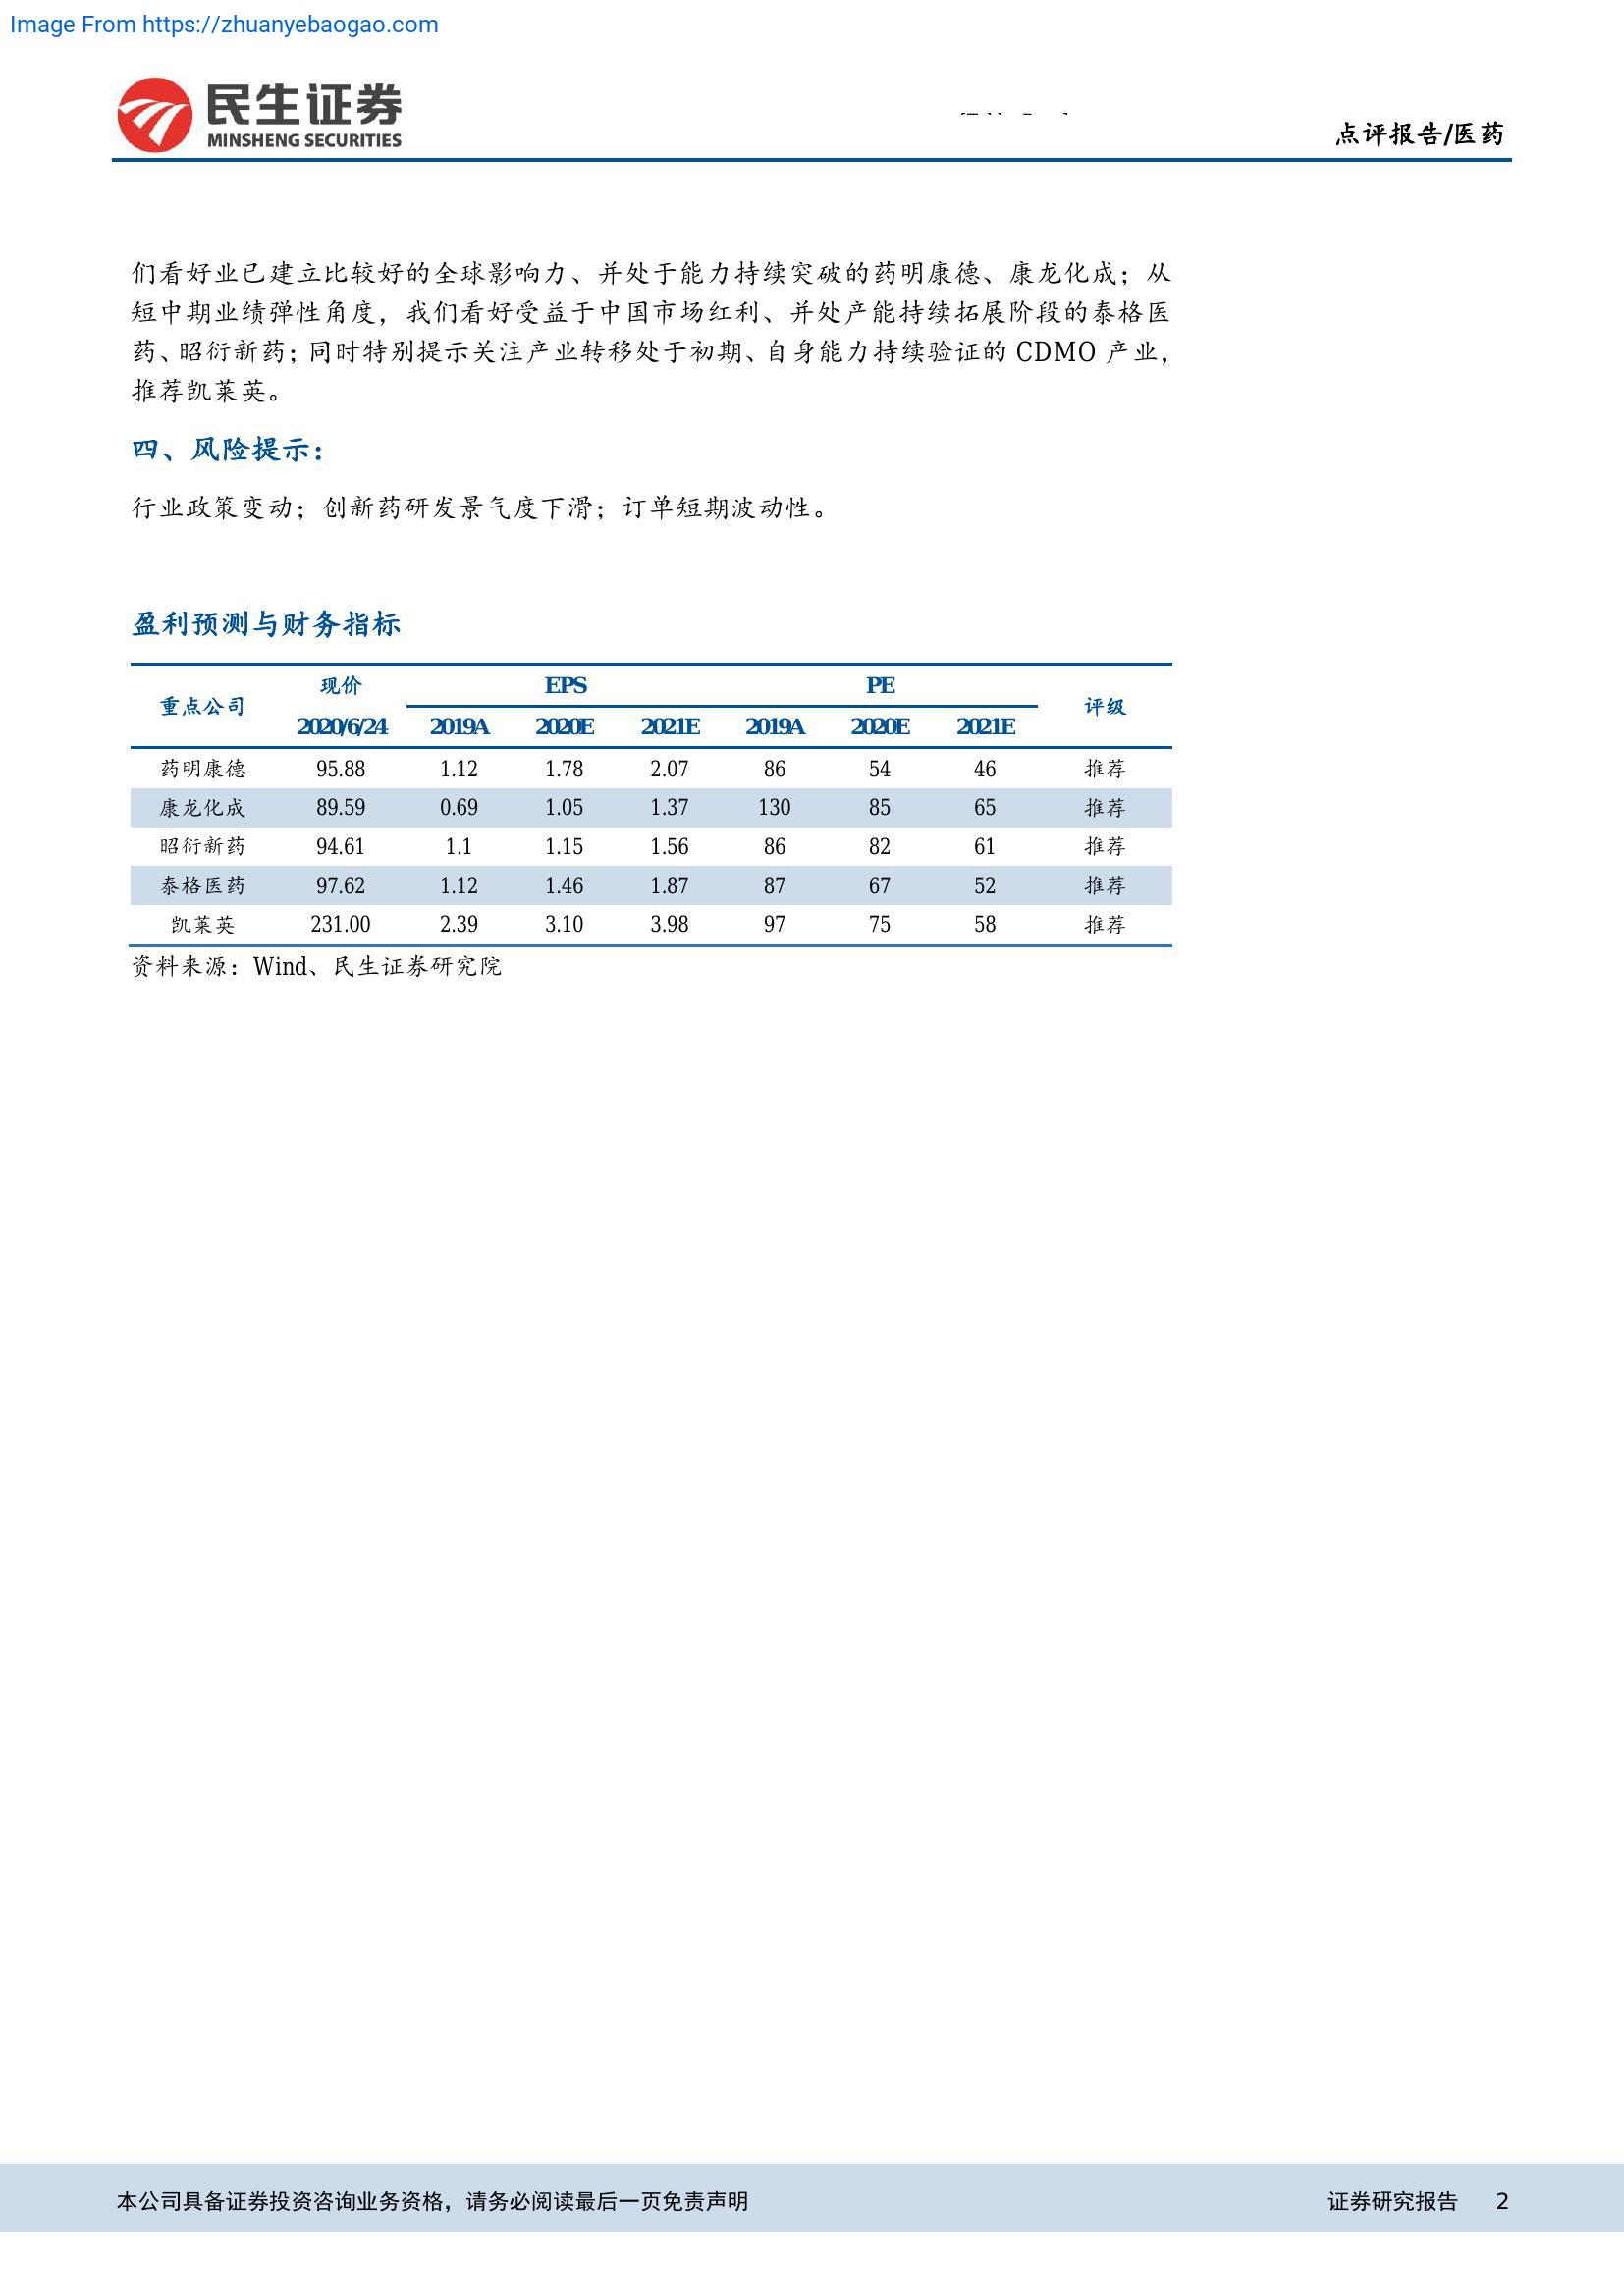 Image From https://zhuanyebaogao.com
民生证券
MINSHENG SECURITIES
点评报告/医药
们看好业已建立比较好的全球影响力、并处于能力持续突破的药明康德、康龙化成；从
短中期业绩弹性角度，我们看好受益于中国市场红利、并处产能持续拓展阶段的泰格医
药、昭衍新药；同时特别提示关注产业转移处于初期、自身能力持续验证的 CDMO 产业，
推荐凯莱英。
四、风险提示：
行业政策变动；创新药研发景气度下滑；订单短期波动性。
盈利预测与财务指标
重点公司 现价 EPS PE 评级
2020/6/24 2019A 2020E 2021E 2019A 2020E 2021E
药明康德 95.88 1.12 1.78 2.07 86 54 46 推荐
康龙化成 89.59 0.69 1.05 1.37 130 85 65 推荐
昭衍新药 94.61 1.1 1.15 1.56 86 82 61 推荐
泰格医药 97.62 1.12 1.46 1.87 87 67 52 推荐
凯莱英 231.00 2.39 3.10 3.98 97 75 58 推荐
资料来源：Wind、民生证券研究院
本公司具备证券投资咨询业务资格，请务必阅读最后一页免责声明 证券研究报告 2